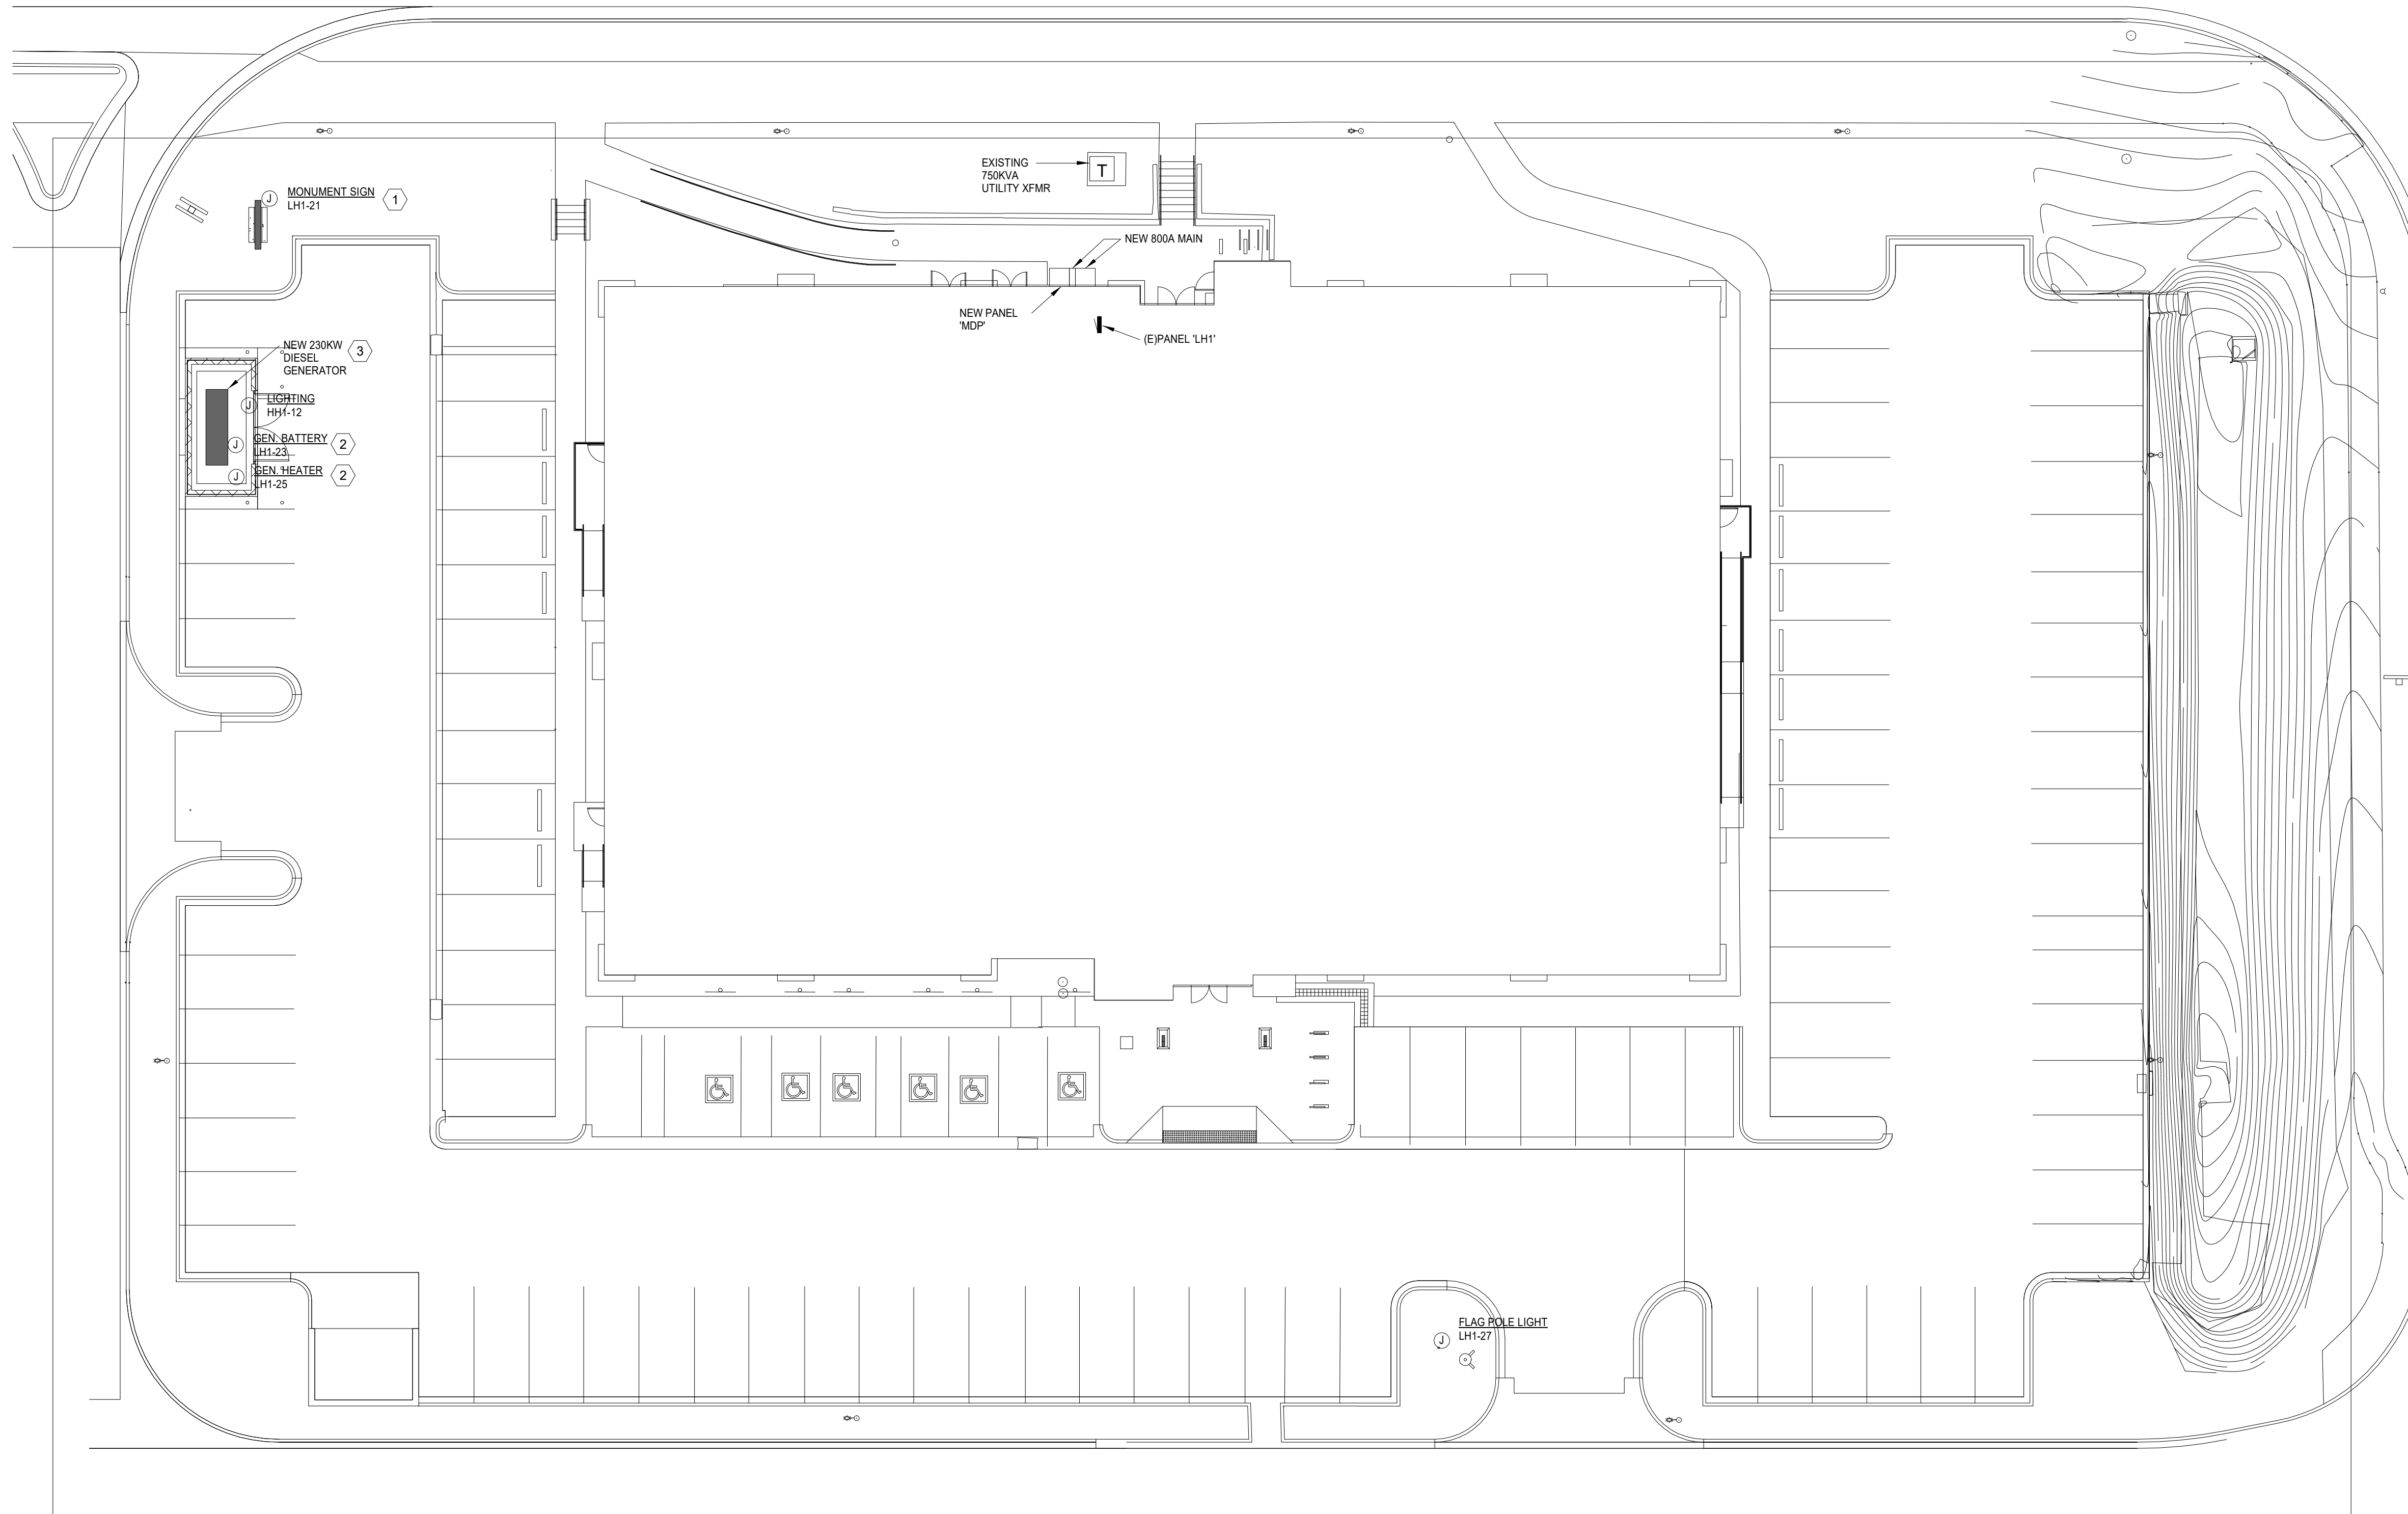 EXISTING
750KVA
UTILITY XFMR
T
J
MONUMENT SIGN
LH1-21
1
NEW 800A MAIN
NEW PANEL
'MDP'
(E)PANEL 'LH1'
NEW 230KW
DIESEL
GENERATOR
3
J
LIGHTING
HH1-12
J
GEN. BATTERY
LH1-23
2
J
GEN. HEATER
LH1-25
2
J
FLAG POLE LIGHT
LH1-27